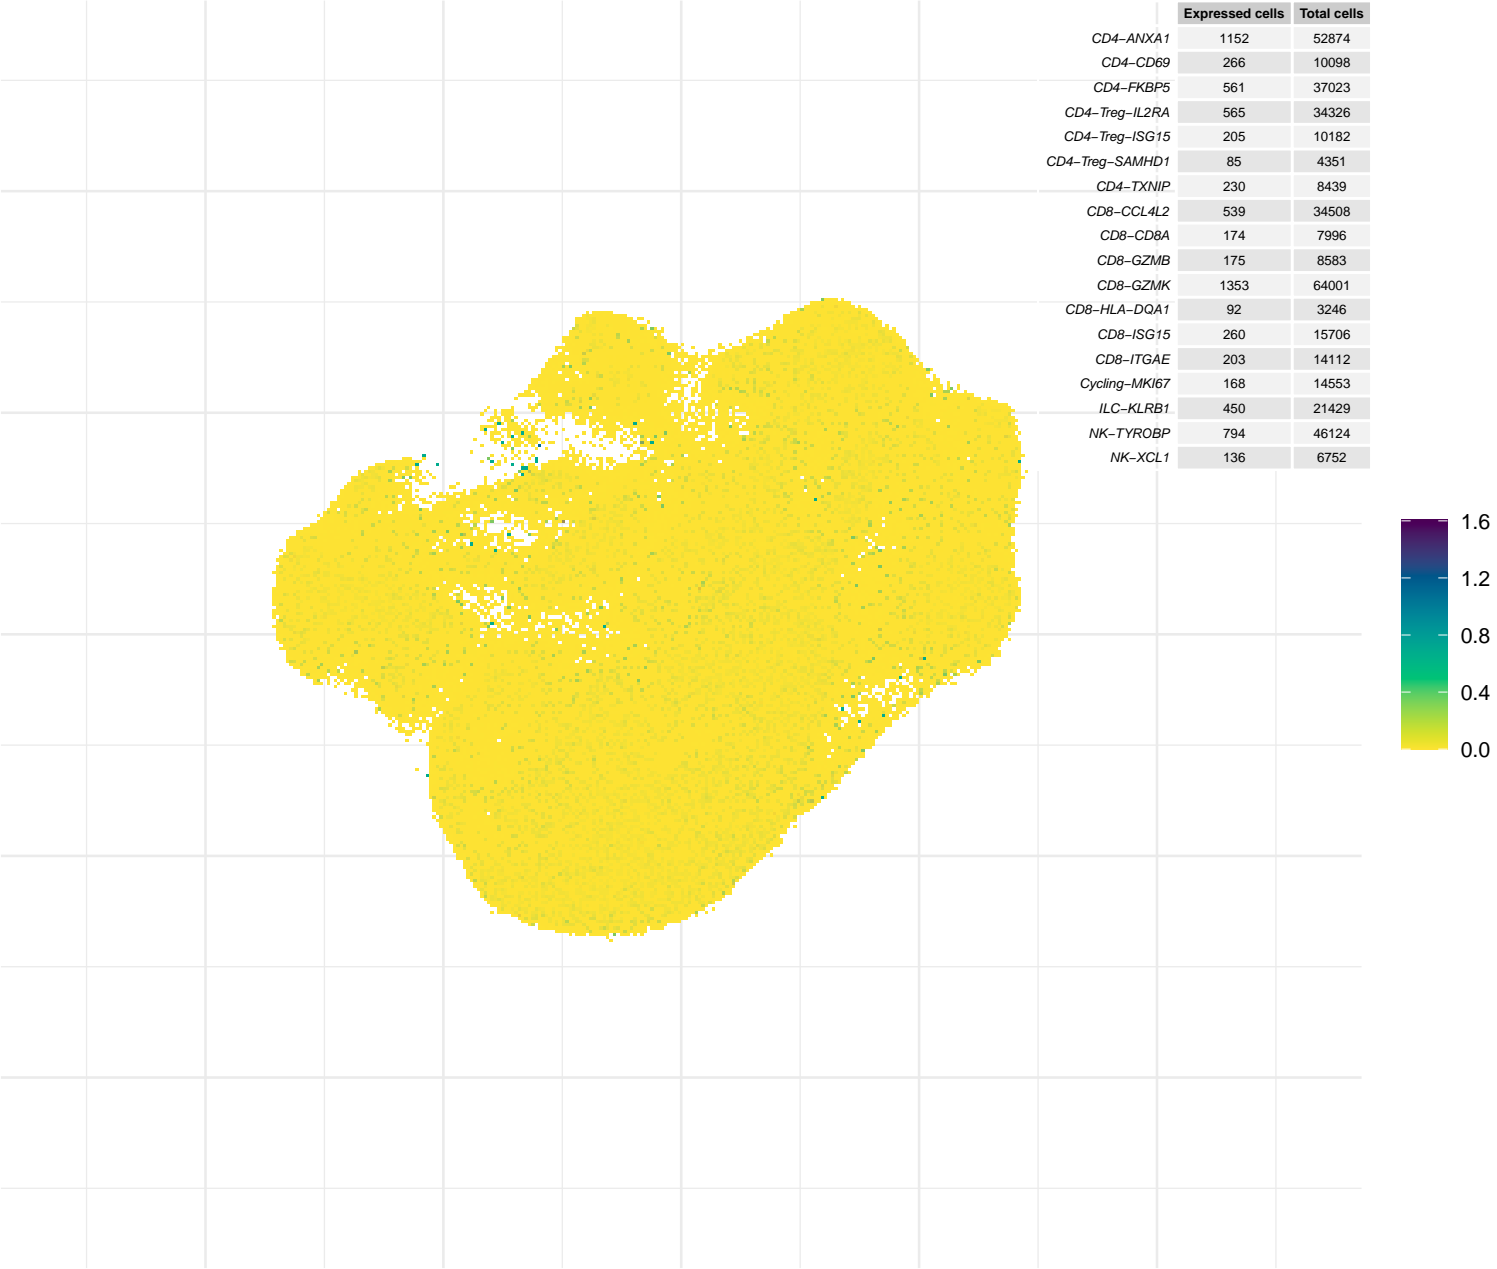 Expressed cells Total cells
CD4−ANXA1 1152 52874
CD4−CD69 266 10098
CD4−FKBP5 561 37023
CD4−Treg−IL2RA 565 34326
CD4−Treg−ISG15 205 10182
CD4−Treg−SAMHD1 85 4351
CD4−TXNIP 230 8439
CD8−CCL4L2 539 34508
CD8−CD8A 174 7996
CD8−GZMB 175 8583
CD8−GZMK 1353 64001
CD8−HLA−DQA1 92 3246
CD8−ISG15 260 15706
CD8−ITGAE 203 14112
Cycling−MKI67 168 14553
ILC−KLRB1 450 21429
NK−TYROBP 794 46124
NK−XCL1 136 6752
1.6
1.2
0.8
0.4
0.0